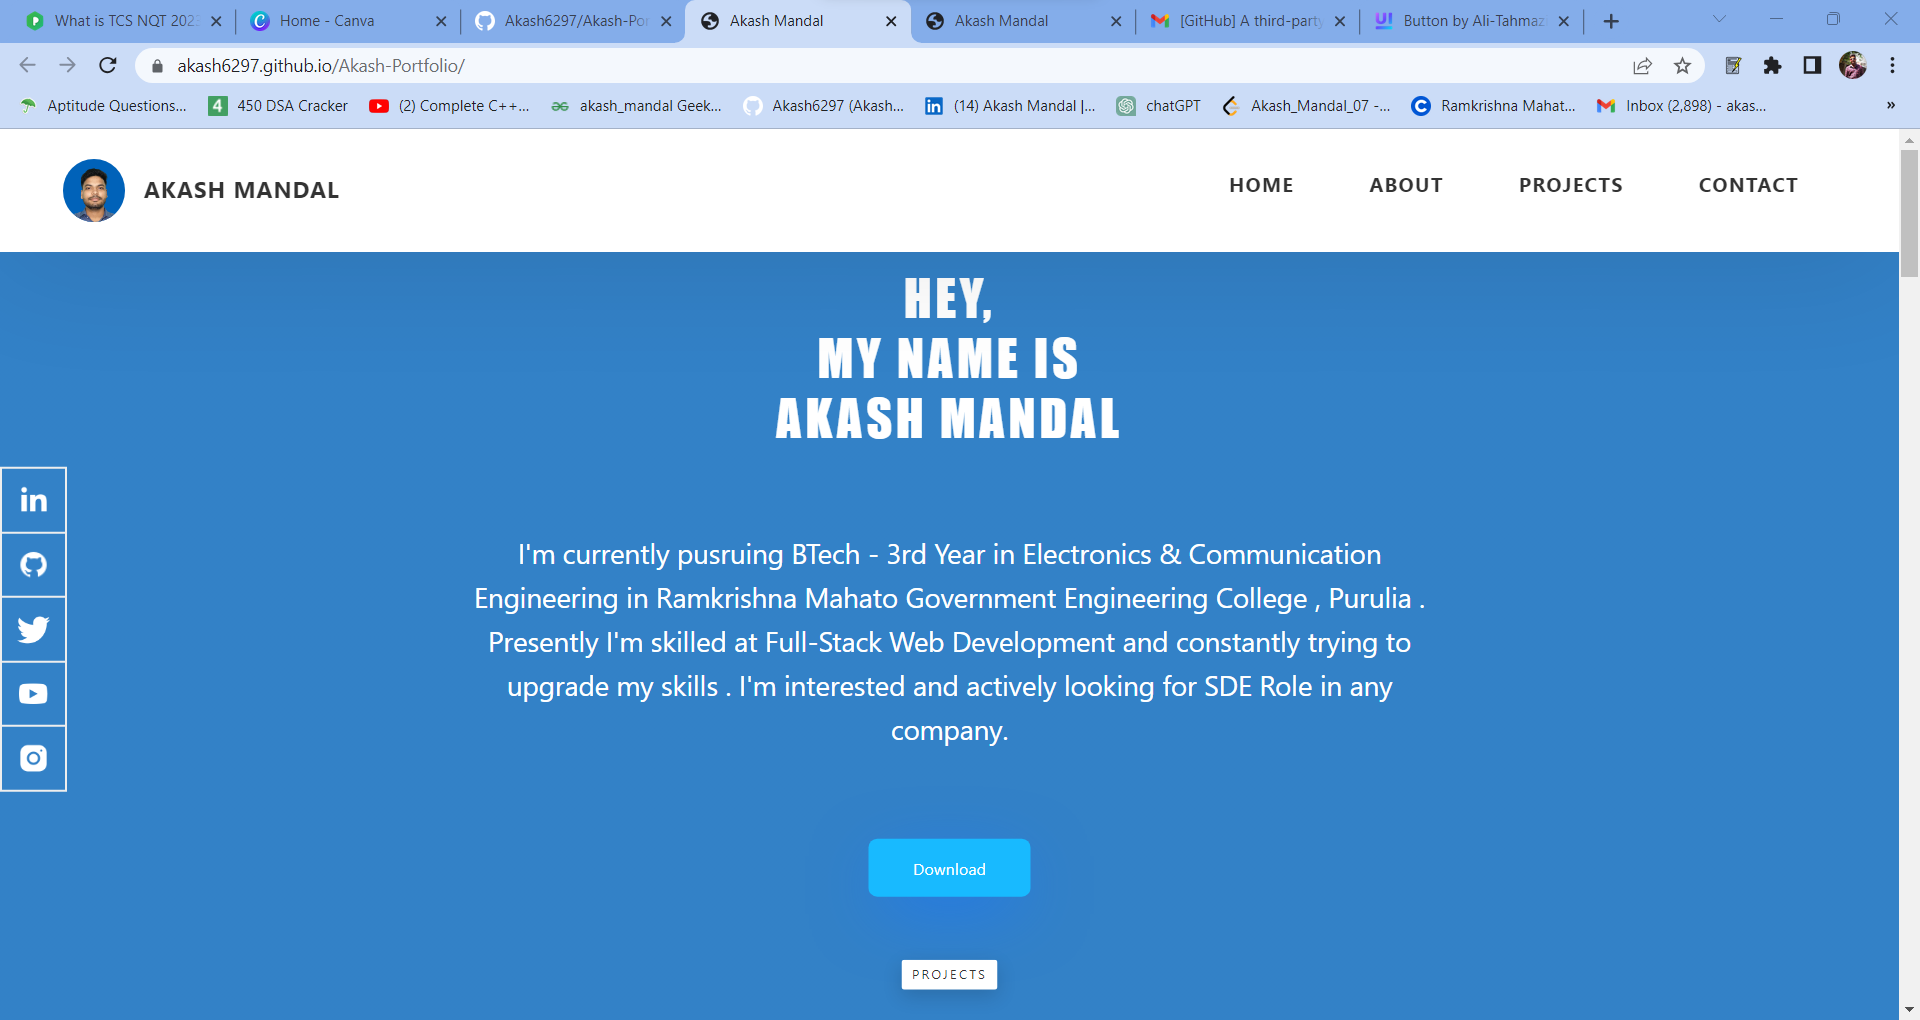 What is TCS NQT 2023
Home - Canva
Akash6297/Akash-Por
Akash Mandal
Akash Mandal
[GitHub] A third-party
Button by Ali-Tahmaz
akash6297.github.io/Akash-Portfolio/
Aptitude Questions...
4 450 DSA Cracker
(2) Complete C++...
akash_mandal Geek...
Akash6297 (Akash...
(14) Akash Mandal |...
chatGPT
Akash_Mandal_07 -...
Ramkrishna Mahat...
Inbox (2,898) - akas...
»
AKASH MANDAL
HOME
ABOUT
PROJECTS
CONTACT
HEY,
MY NAME IS
AKASH MANDAL
in
I'm currently pusruing BTech - 3rd Year in Electronics & Communication
Engineering in Ramkrishna Mahato Government Engineering College , Purulia .
Presently I'm skilled at Full-Stack Web Development and constantly trying to
upgrade my skills . I'm interested and actively looking for SDE Role in any
company.
Download
PROJECTS